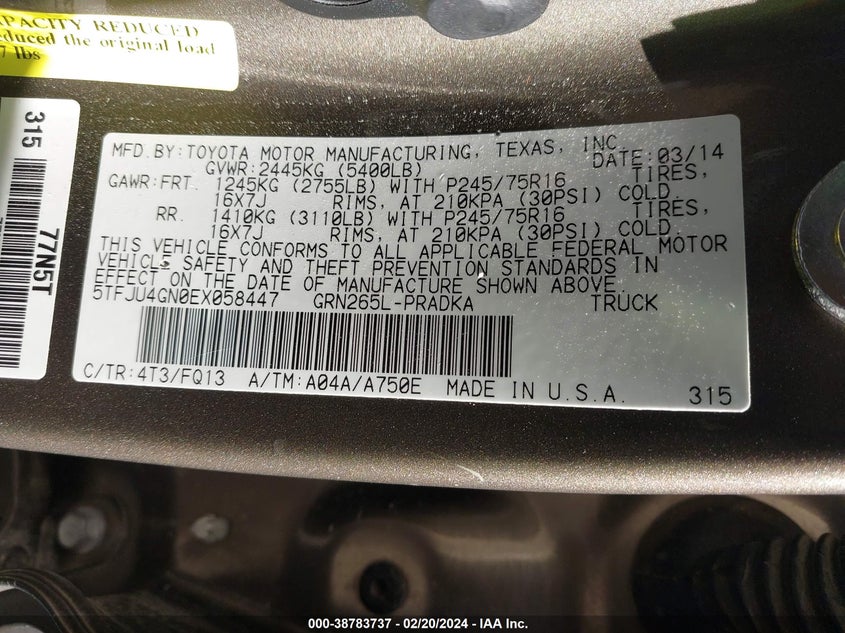 APACITY REDUCED
educed the original load
7 lbs
315
77N5T
MFD.BY:TOYOTA MOTOR MANUFACTURING, TEXAS, INC
GVWR:2445KG (5400LB) DATE:03/14
GAWR:FRT. 1245KG (2755LB) WITH P245/75R16 TIRES,
16X7J RIMS, AT 210KPA (30PSI) COLD
RR. 1410KG (3110LB) WITH P245/75R16 TIRES,
16X7J RIMS, AT 210KPA (30PSI) COLD
THIS VEHICLE CONFORMS TO ALL APPLICABLE FEDERAL MOTOR
VEHICLE SAFETY AND THEFT PREVENTION STANDARDS IN
EFFECT ON THE DATE OF MANUFACTURE SHOWN ABOVE.
5TFJU4GN0EX058447 GRN265L-PRADKA TRUCK
C/TR:4T3/FQ13 A/TM:A04A/A750E MADE IN U.S.A. 315
000-38783737 - 02/20/2024 - IAA Inc.